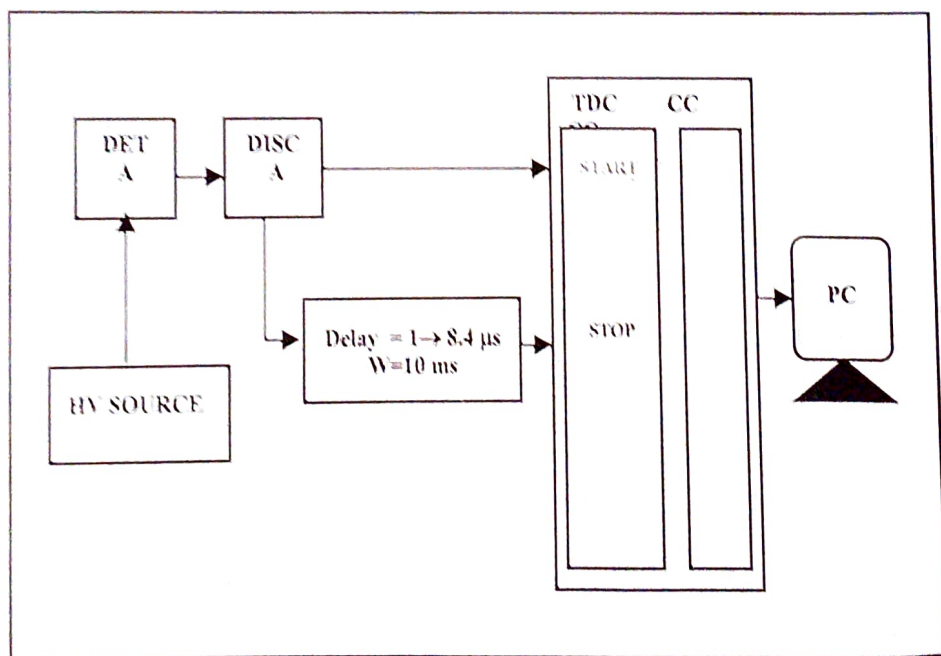 TDC CC
DET
A
DISC
A
START
Delay = 1→ 8.4 µs
W=10 ms
STOP
PC
HV SOURCE